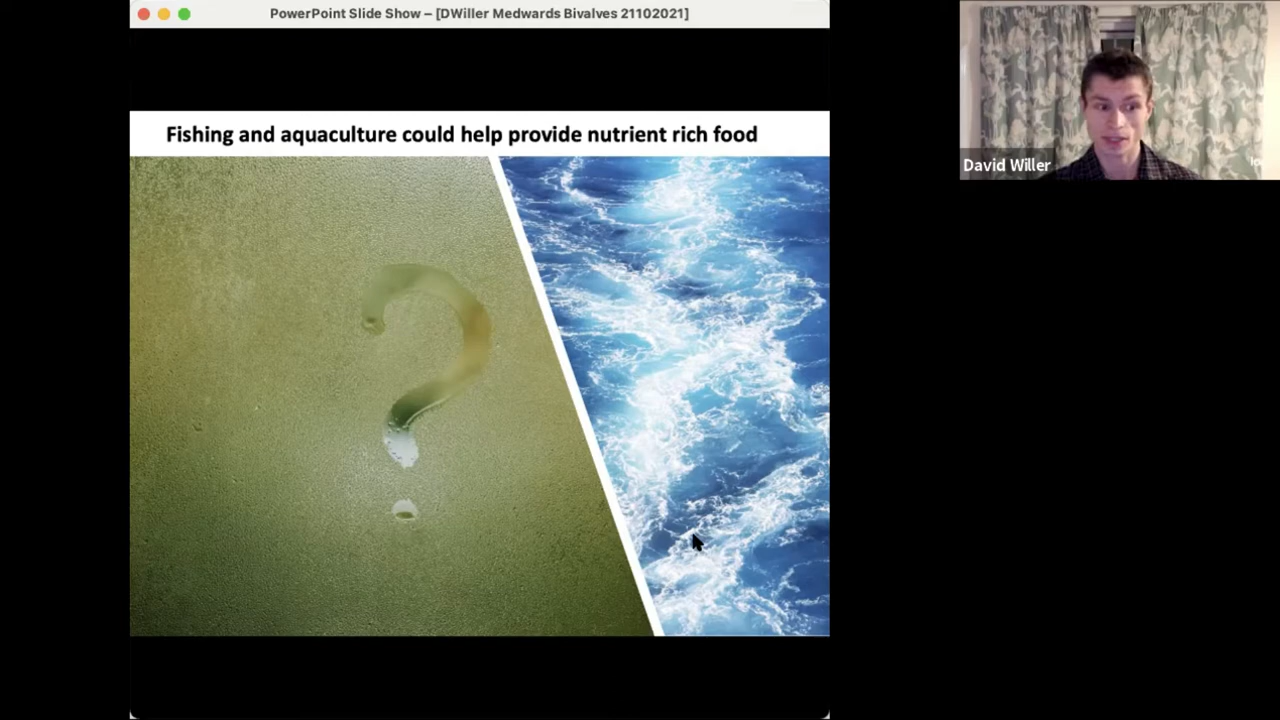 PowerPoint Slide Show – [DWiller Medwards Bivalves 21102021]
Fishing and aquaculture could help provide nutrient rich food
David Willer